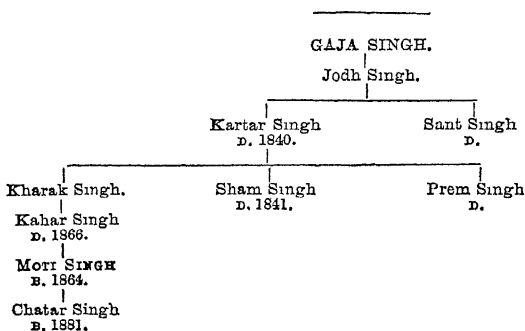 GAJA SINGH.
Jodh Singh.
Kartar Singh Sant Singh
D. 1840. D.
Kharak Singh. Sham Singh Prem Singh
D. 1841. D.
Kahar Singh
D. 1866.
MOTI SINGH
B. 1864.
Chatar Singh
B. 1881.